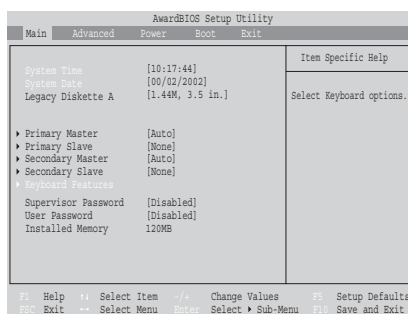 AwardBIOS Setup Utility
Main Advanced Power Boot Exit
Item Specific Help
System Time [10:17:44]
System Date [00/02/2002]
Legacy Diskette A [1.44M, 3.5 in.]
Select Keyboard options.
Primary Master [Auto]
Primary Slave [None]
Secondary Master [Auto]
Secondary Slave [None]
Keyboard Features
Supervisor Password [Disabled]
User Password [Disabled]
Installed Memory 120MB
F1 Help ↑↓ Select Item -/+ Change Values F5 Setup Defaults
ESC Exit ↔ Select Menu Enter Select ▸ Sub-Menu F10 Save and Exit